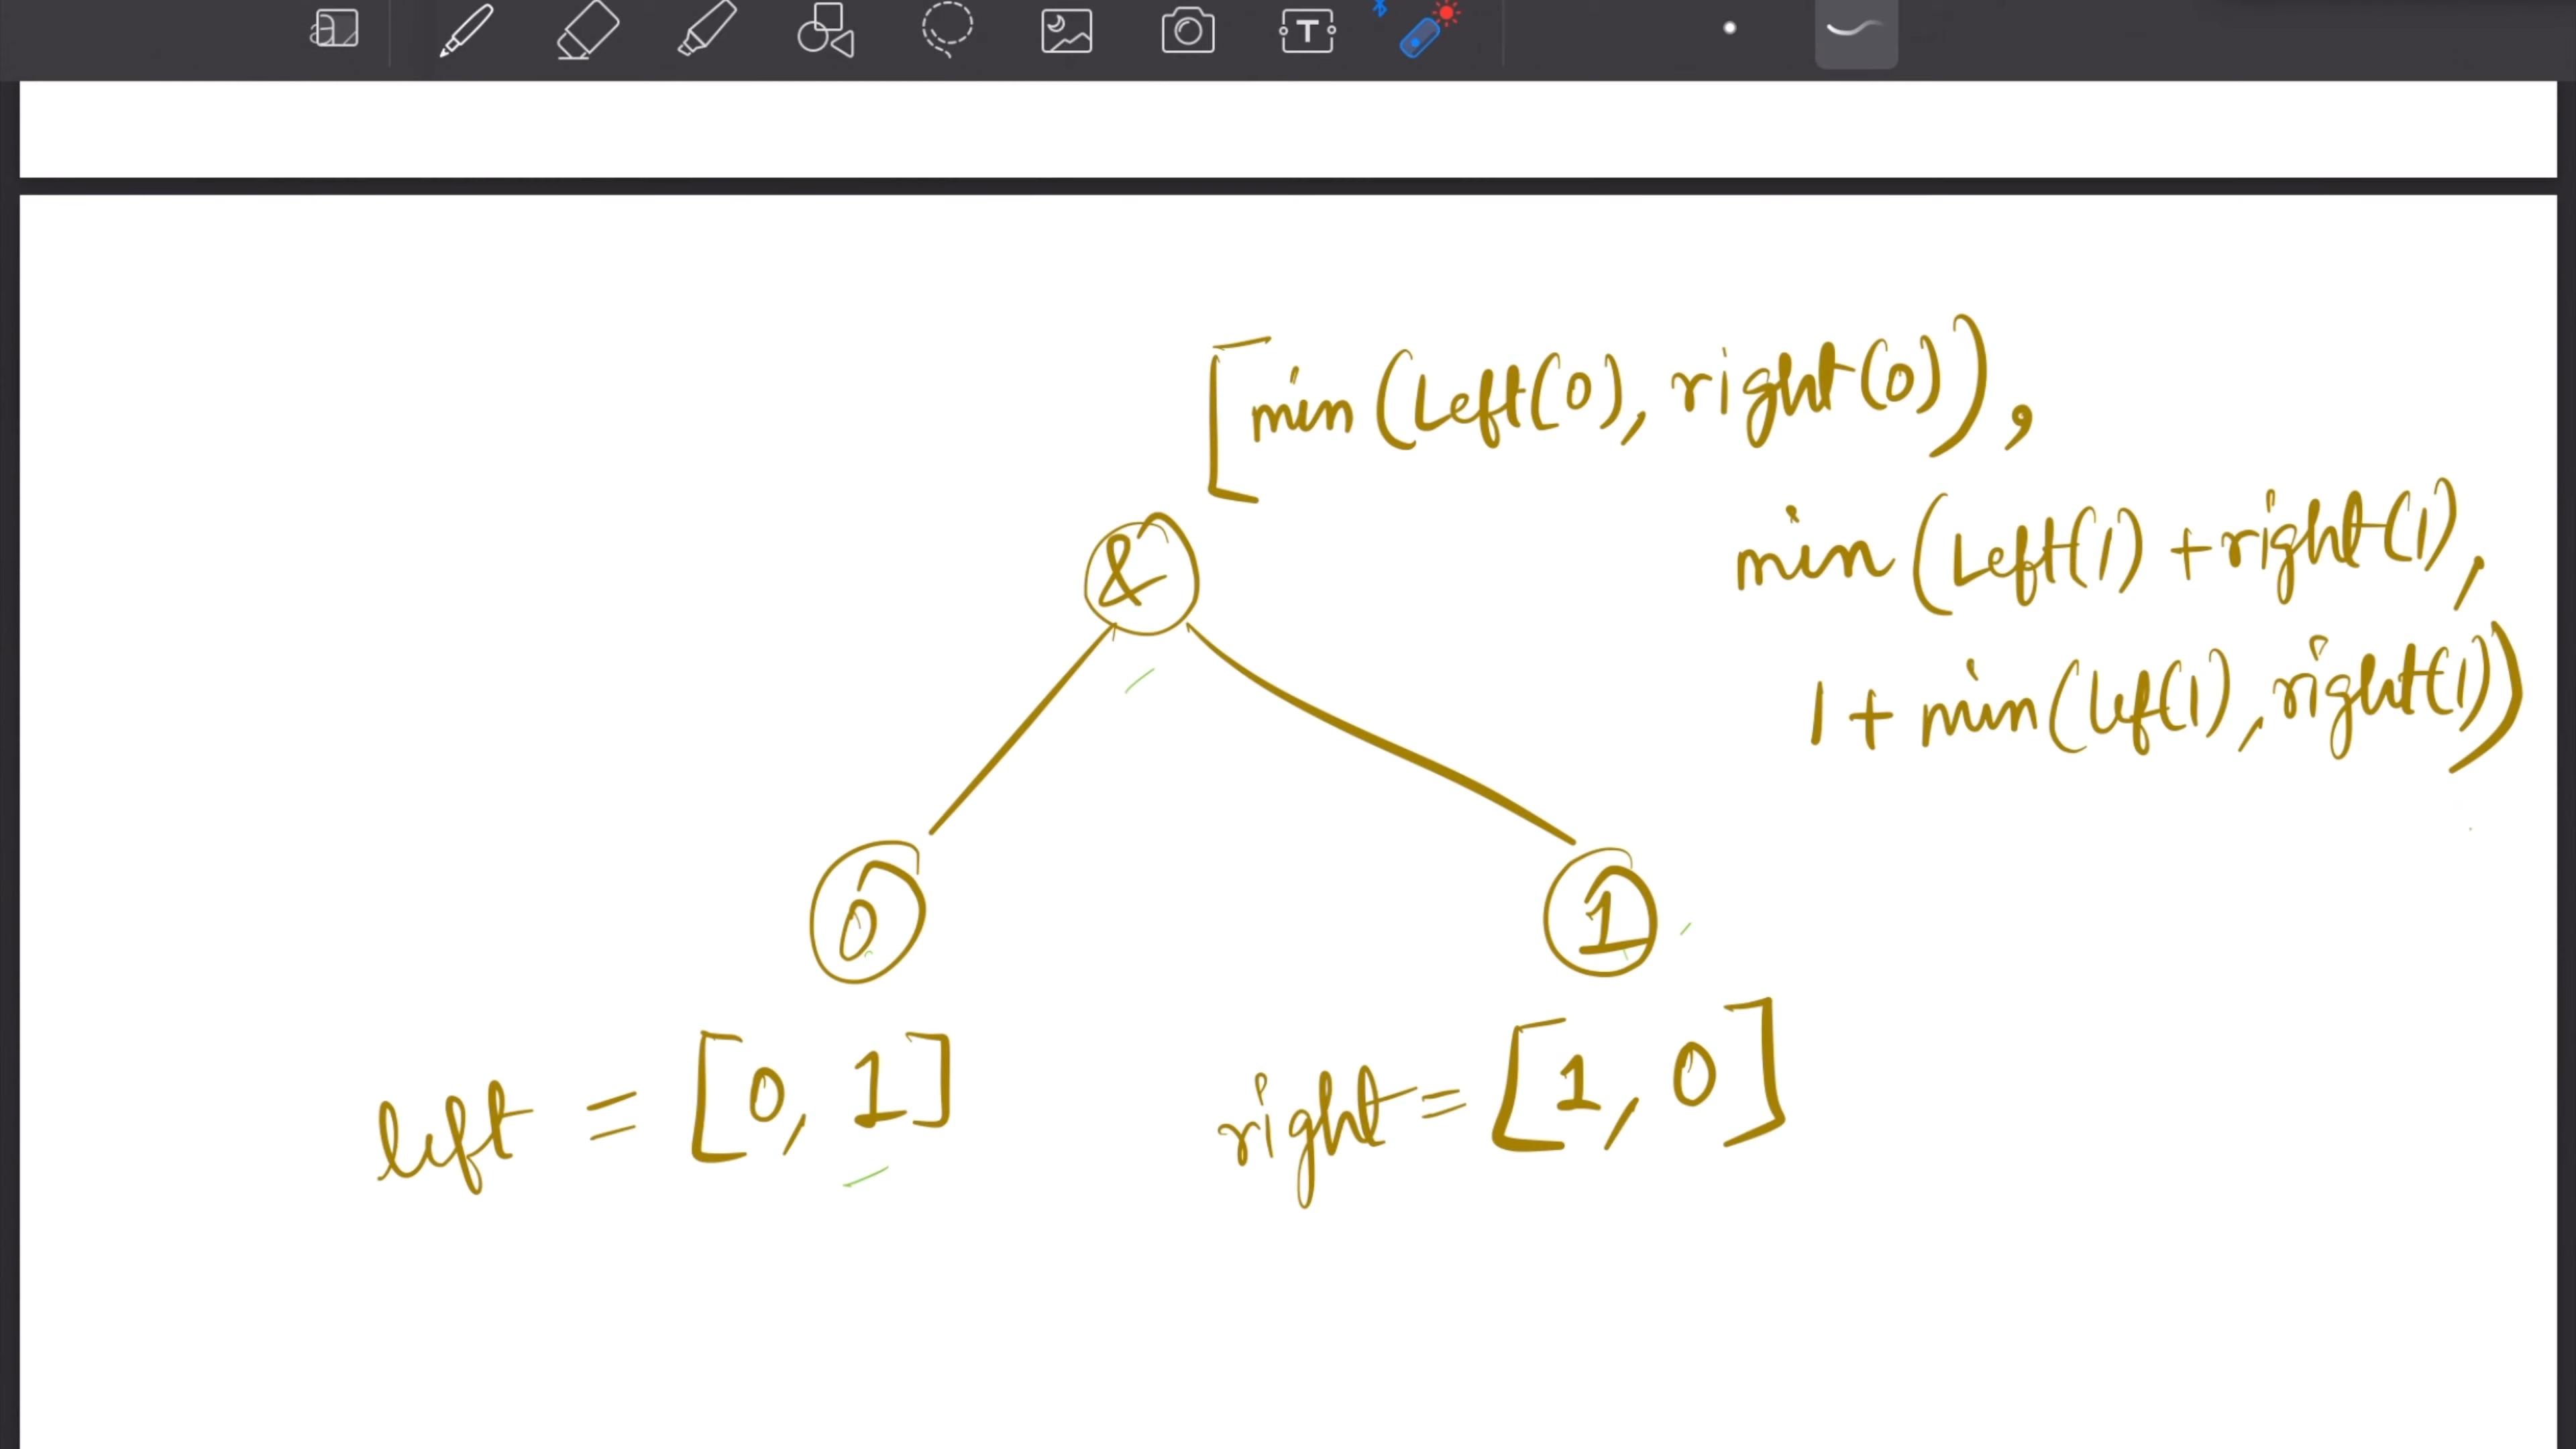 [min(left(0), right(0)),
min(left(1) + right(1),
1 + min(lef(1), right(1))
&
0
1
left = [0, 1]
right = [1, 0]